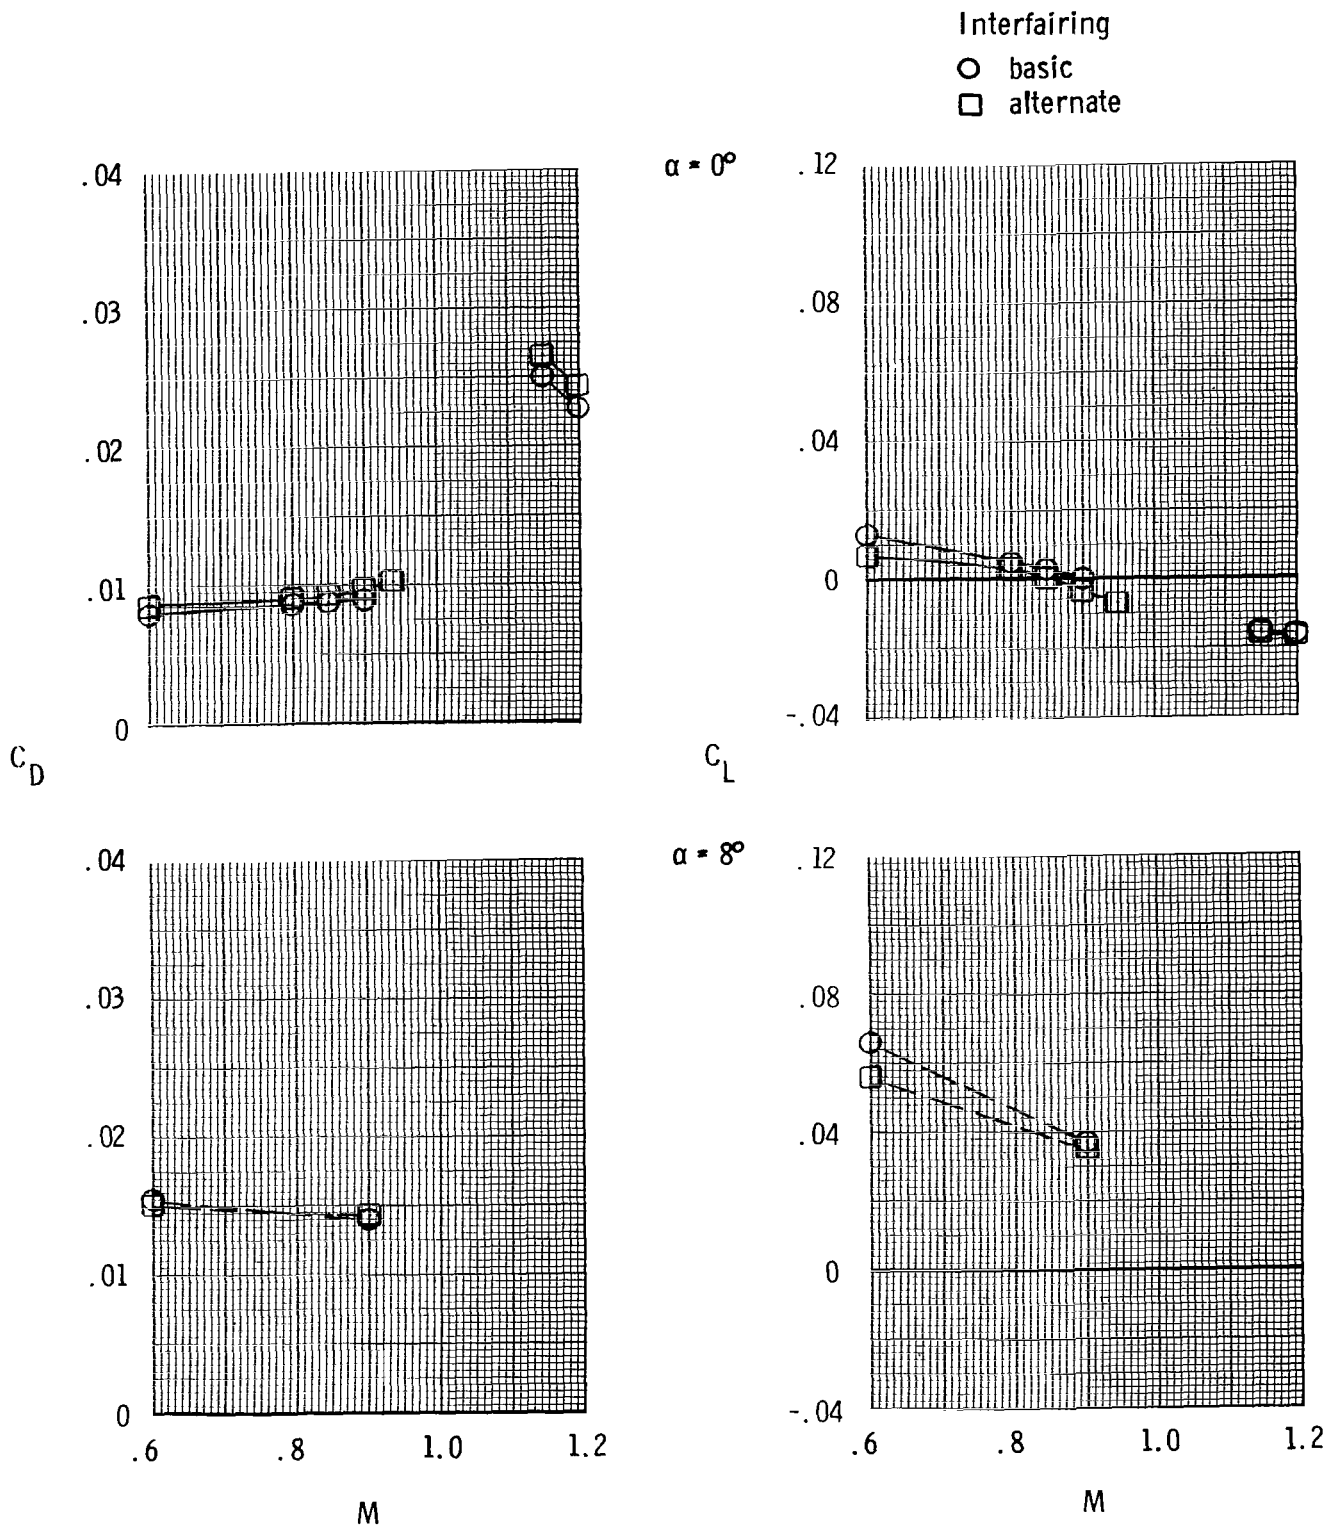 Interfairing
basic
alternate
α = 0°
.04
.03
.02
.01
0
C_D
.12
.08
.04
0
-.04
C_L
α = 8°
.04
.03
.02
.01
0
.6 .8 1.0 1.2
M
.12
.08
.04
0
-.04
.6 .8 1.0 1.2
M